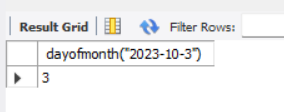 Result Grid Filter Rows:
dayofmonth("2023-10-3")
3